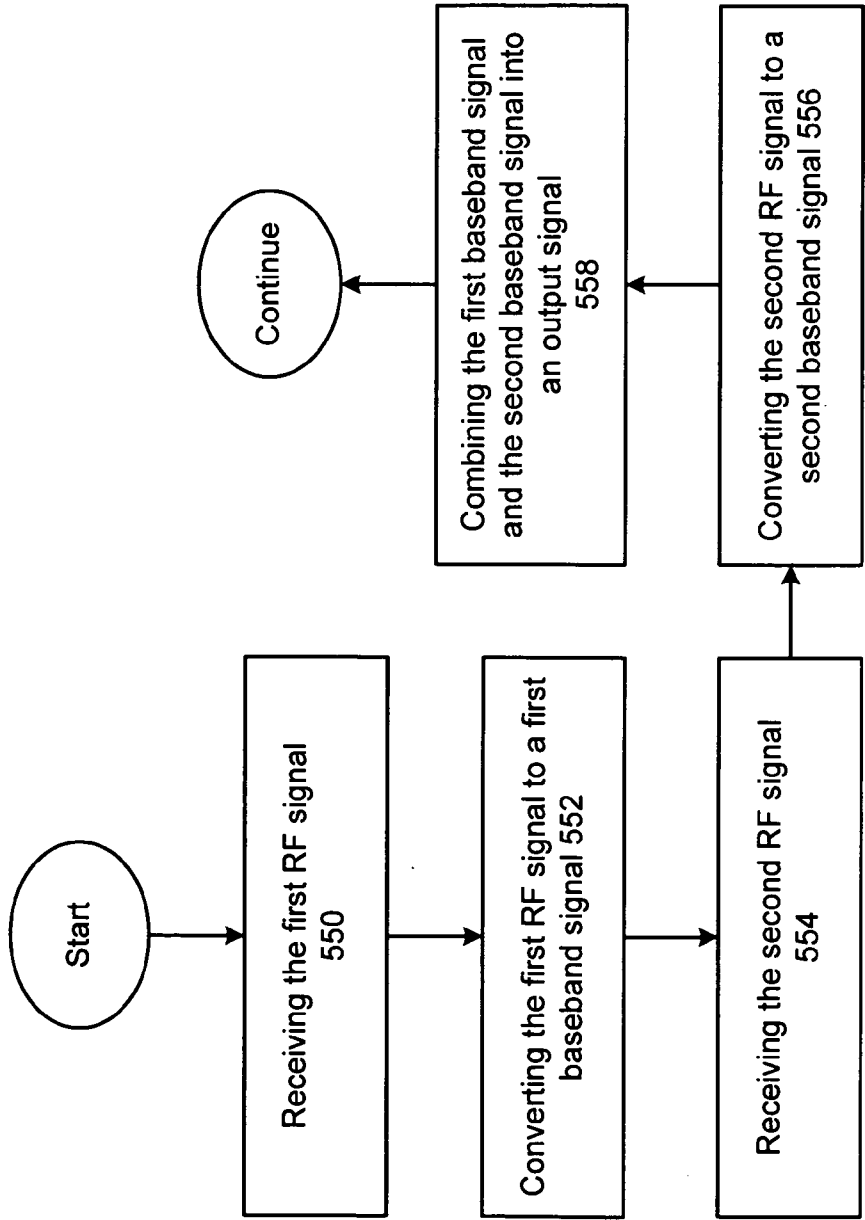 Start
Receiving the first RF signal
550
Converting the first RF signal to a first
baseband signal 552
Receiving the second RF signal
554
Converting the second RF signal to a
second baseband signal 556
Combining the first baseband signal
and the second baseband signal into
an output signal
558
Continue